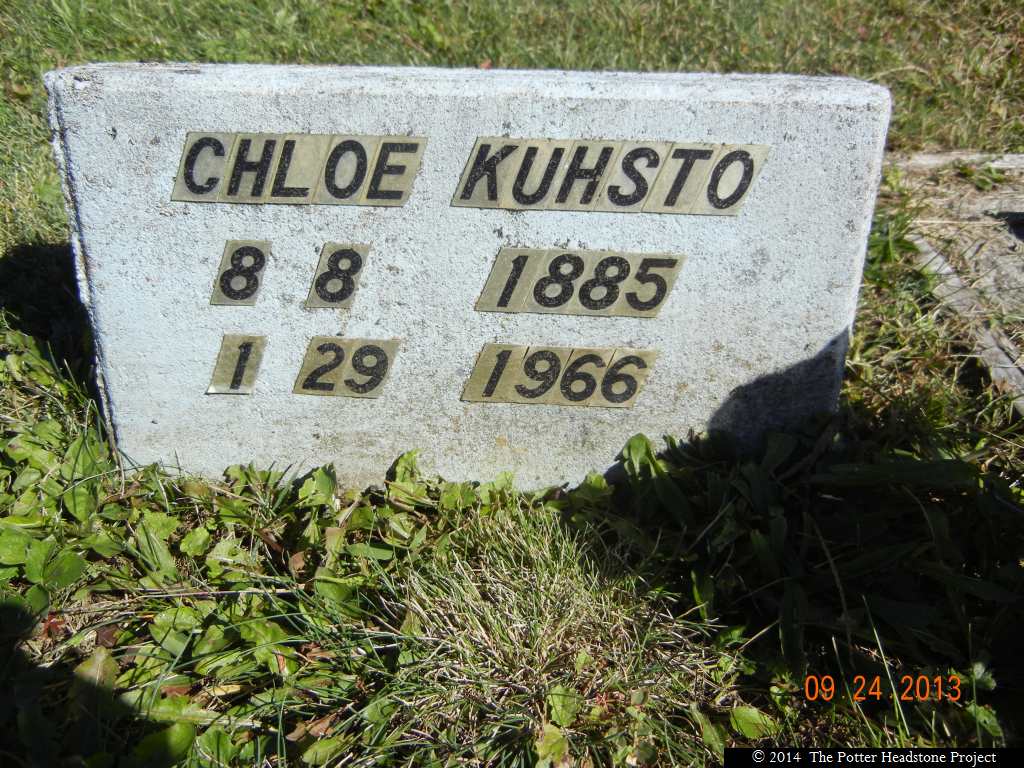 CHLOE KUHSTO
8 8 1885
1 29 1966
09 24 2013
© 2014 The Potter Headstone Project